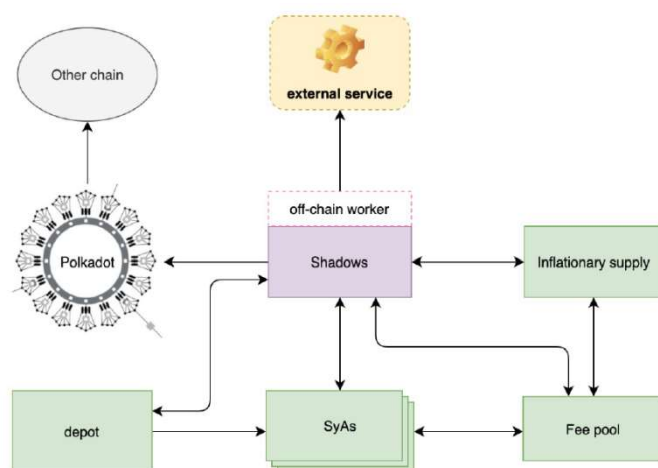 Other chain
external service
off-chain worker
Polkadot
Shadows
Inflationary supply
depot
SyAs
Fee pool